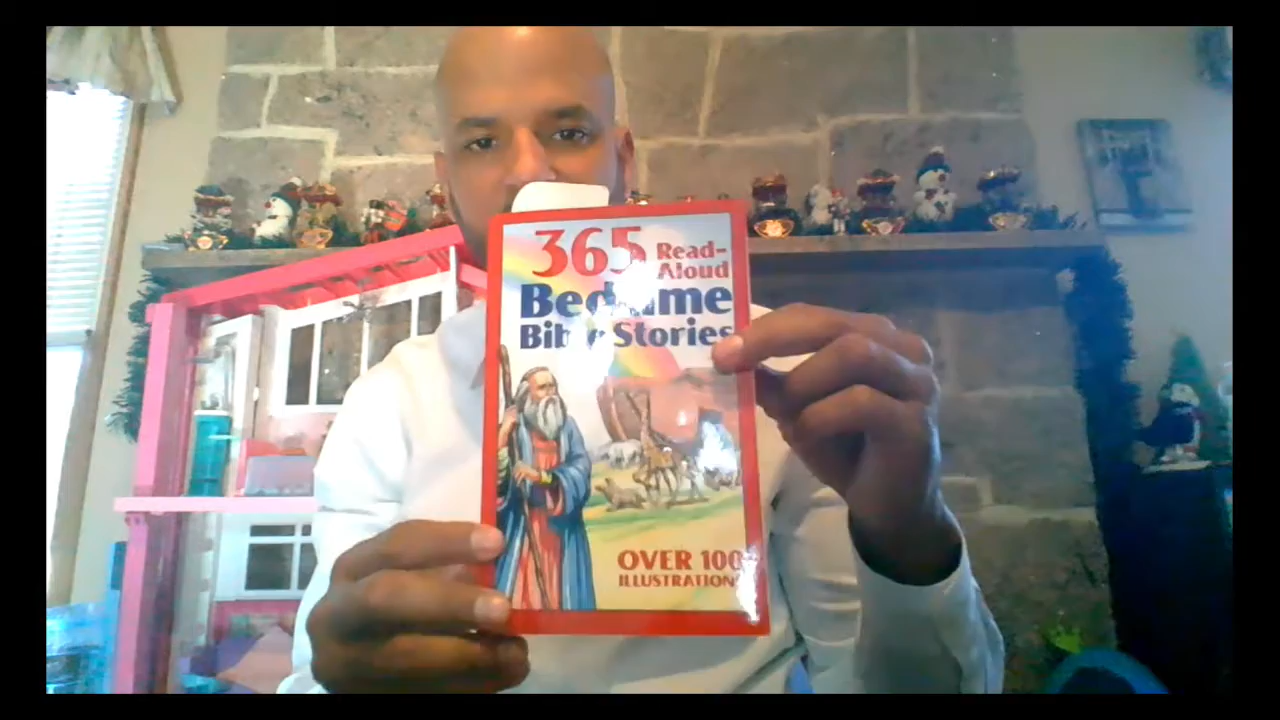 365 Read-
Aloud
Bedtime
Bible Stories
OVER 100
ILLUSTRATIONS